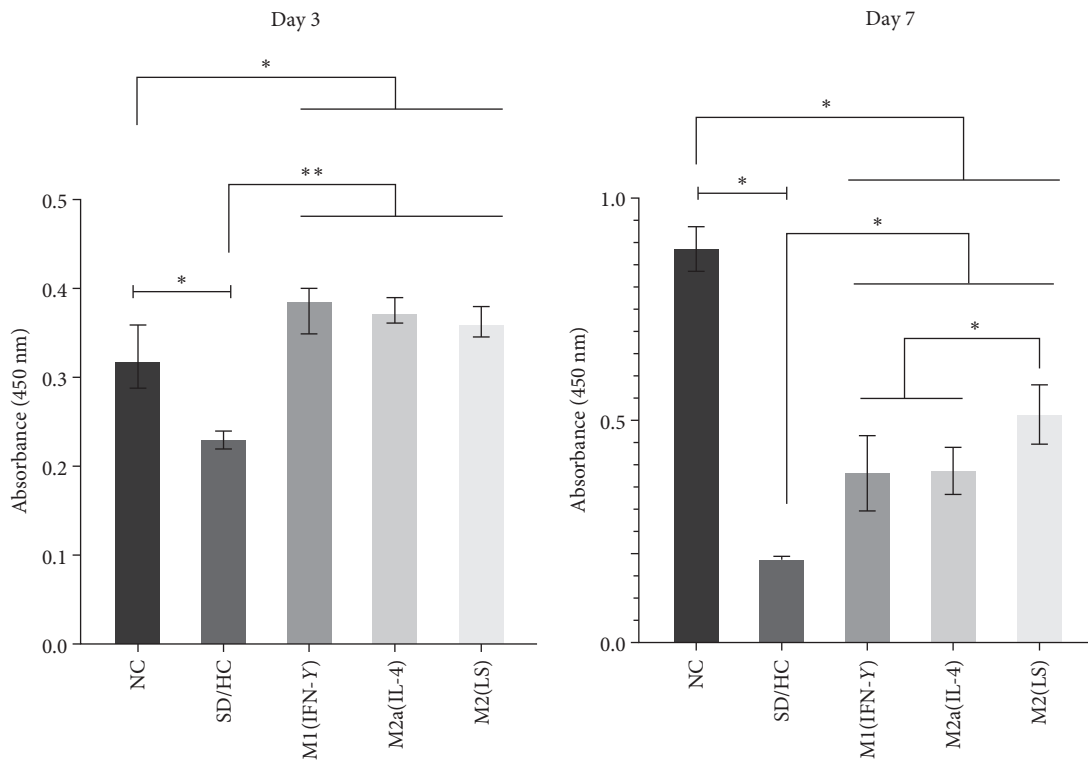 Day 3
*
**
*
0.5
0.4
0.3
0.2
0.1
0.0
Absorbance (450 nm)
NC
SD/HC
M1(IFN-Y)
M2a(IL-4)
M2(LS)
Day 7
*
*
*
*
1.0
0.5
1.0
Absorbance (450 nm)
NC
SD/HC
M1(IFN-Y)
M2a(IL-4)
M2(LS)